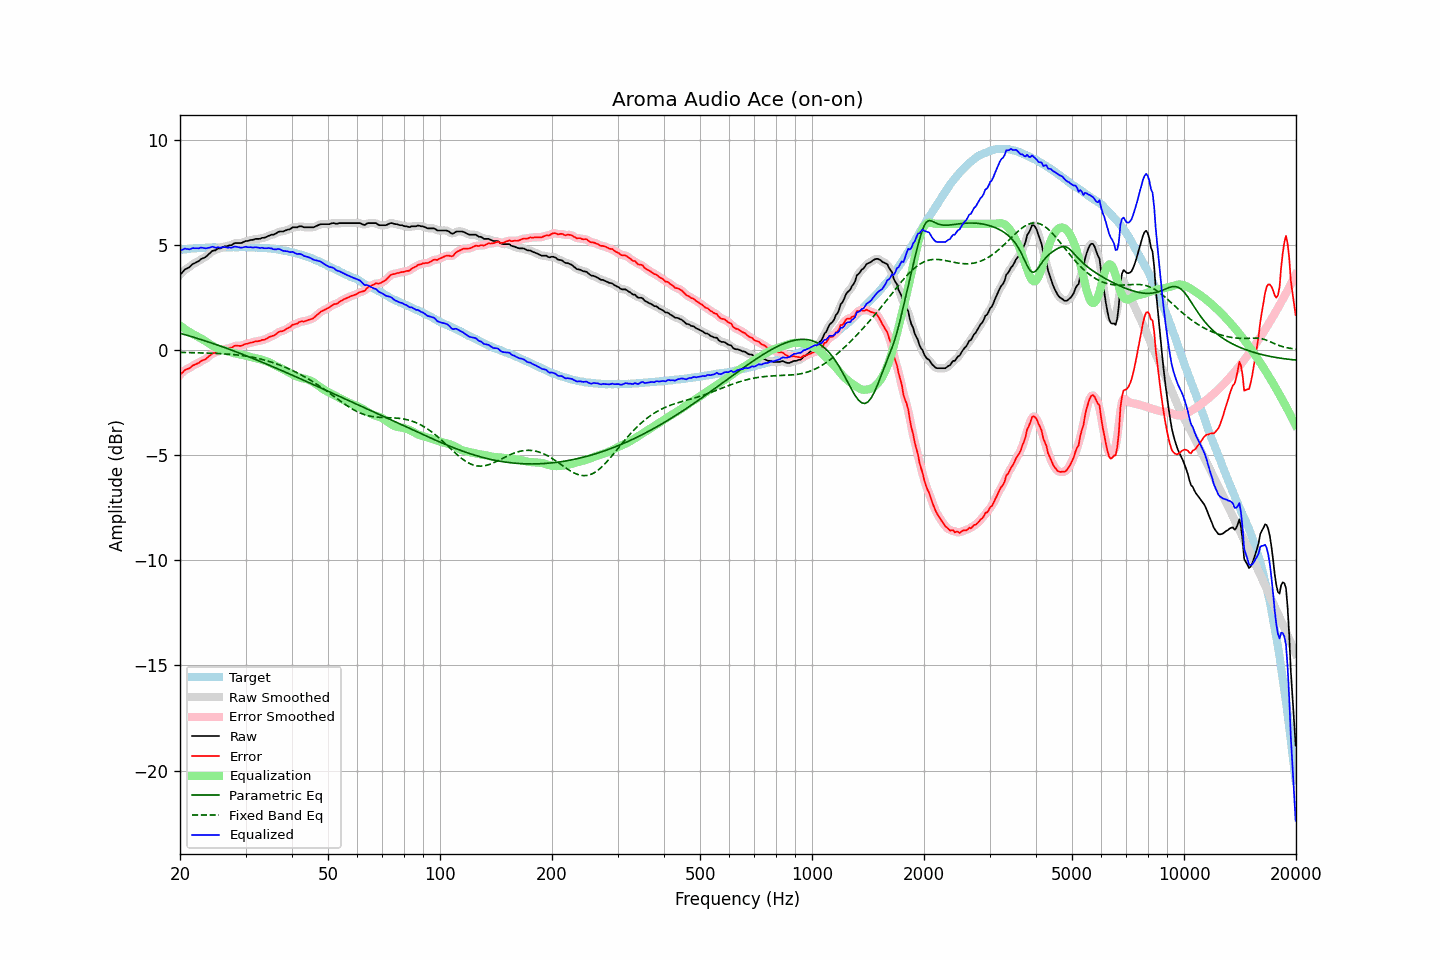 Aroma Audio Ace (on-on)
Amplitude (dBr)
10
5
0
−5
−10
−15
−20
Target
Raw Smoothed
Error Smoothed
Raw
Error
Equalization
Parametric Eq
Fixed Band Eq
Equalized
20 50 100 200 500 1000 2000 5000 10000 20000
Frequency (Hz)